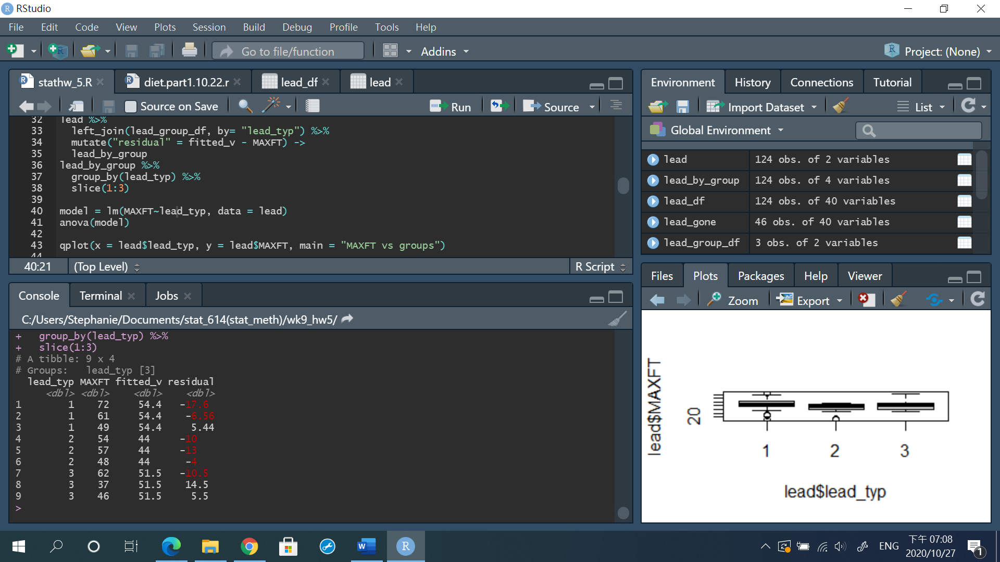 RStudio
File Edit Code View Plots Session Build Debug Profile Tools Help
Go to file/function Addins Project: (None)
stathw_5.R diet.part1.10.22.r lead_df lead
Source on Save Run Source
32 lead %>%
33 left_join(lead_group_df, by= "lead_typ") %>%
34 mutate("residual" = fitted_v - MAXFT) ->
35 lead_by_group
36 lead_by_group %>%
37 group_by(lead_typ) %>%
38 slice(1:3)
39
40 model = lm(MAXFT~lead_typ, data = lead)
41 anova(model)
42
43 qplot(x = lead$lead_typ, y = lead$MAXFT, main = "MAXFT vs groups")
44
40:21 (Top Level) R Script
Console Terminal Jobs
C:/Users/Stephanie/Documents/stat_614(stat_meth)/wk9_hw5/
+ group_by(lead_typ) %>%
+ slice(1:3)
# A tibble: 9 x 4
# Groups: lead_typ [3]
lead_typ MAXFT fitted_v residual
<dbl> <dbl> <dbl> <dbl>
1 1 72 54.4 -17.6
2 1 61 54.4 -6.56
3 1 49 54.4 5.44
4 2 54 44 -10
5 2 57 44 -13
6 2 48 44 -4
7 3 62 51.5 -10.5
8 3 37 51.5 14.5
9 3 46 51.5 5.5
>
Environment History Connections Tutorial
Import Dataset List
Global Environment
lead 124 obs. of 2 variables
lead_by_group 124 obs. of 4 variables
lead_df 124 obs. of 40 variables
lead_gone 46 obs. of 40 variables
lead_group_df 3 obs. of 2 variables
Files Plots Packages Help Viewer
Zoom Export
lead$MAXFT
20
1 2 3
lead$lead_typ
ENG
下午 07:08
2020/10/27
1